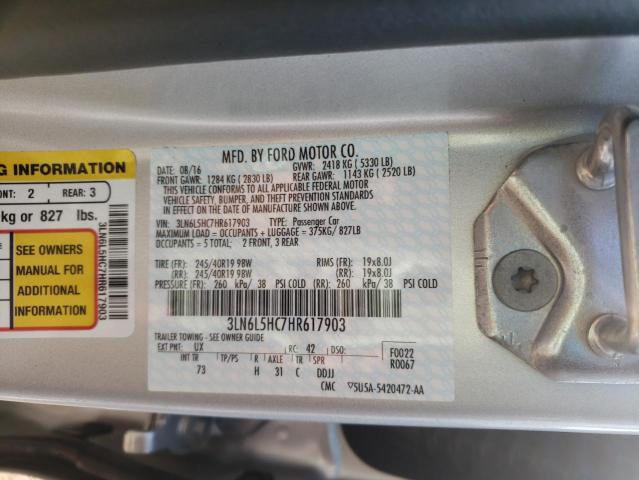 G INFORMATION
ONT: 2 REAR: 3
kg or 827 lbs.
SEE OWNERS
MANUAL FOR
ADDITIONAL
INFORMATION
3LN6L5HC7HR617903
MFD. BY FORD MOTOR CO.
DATE: 08/16 GVWR: 2418 KG ( 5330 LB)
FRONT GAWR: 1284 KG ( 2830 LB) REAR GAWR: 1143 KG ( 2520 LB)
THIS VEHICLE CONFORMS TO ALL APPLICABLE FEDERAL MOTOR
VEHICLE SAFETY, BUMPER, AND THEFT PREVENTION STANDARDS
IN EFFECT ON THE DATE OF MANUFACTURE SHOWN ABOVE.
VIN: 3LN6L5HC7HR617903 TYPE: Passenger Car
MAXIMUM LOAD = OCCUPANTS + LUGGAGE = 375KG/827LB
OCCUPANTS = 5 TOTAL: 2 FRONT, 3 REAR
TIRE (FR): 245/40R19 98W RIMS (FR): 19x8.0J
(RR): 245/40R19 98W (RR): 19x8.0J
PRESSURE (FR): 260 kPa/ 38 PSI COLD (RR): 260 kPa/ 38 PSI COLD
3LN6L5HC7HR617903
TRAILER TOWING - SEE OWNER GUIDE
EXT PNT: UX RC: 42 DSO: F0022
INT TR TP/PS R AXLE TR SPR R0067
73 H 31 C DDJJ
CMC 5U5A-5420472-AA